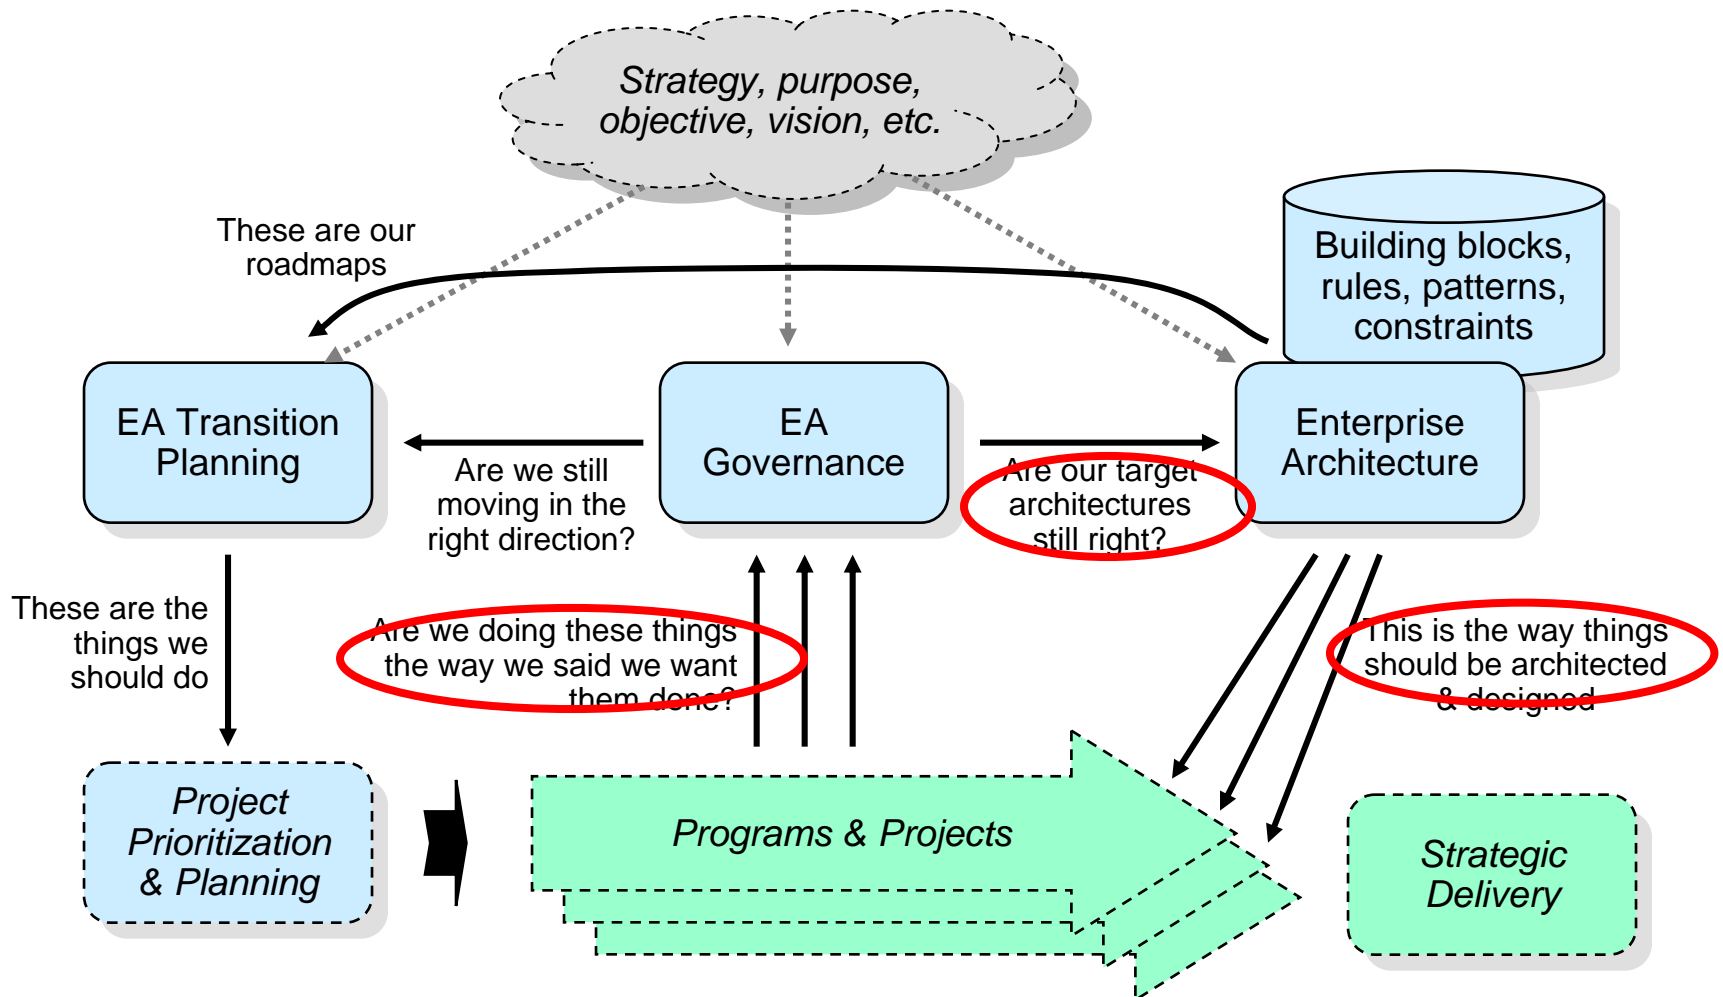 Strategy, purpose,
objective, vision, etc.
These are our
roadmaps
Building blocks,
rules, patterns,
constraints
EA Transition
Planning
EA
Governance
Enterprise
Architecture
Are we still
moving in the
right direction?
Are our target
architectures
still right?
These are the
things we
should do
Are we doing these things
the way we said we want
them done?
This is the way things
should be architected
& designed
Project
Prioritization
& Planning
Programs & Projects
Strategic
Delivery